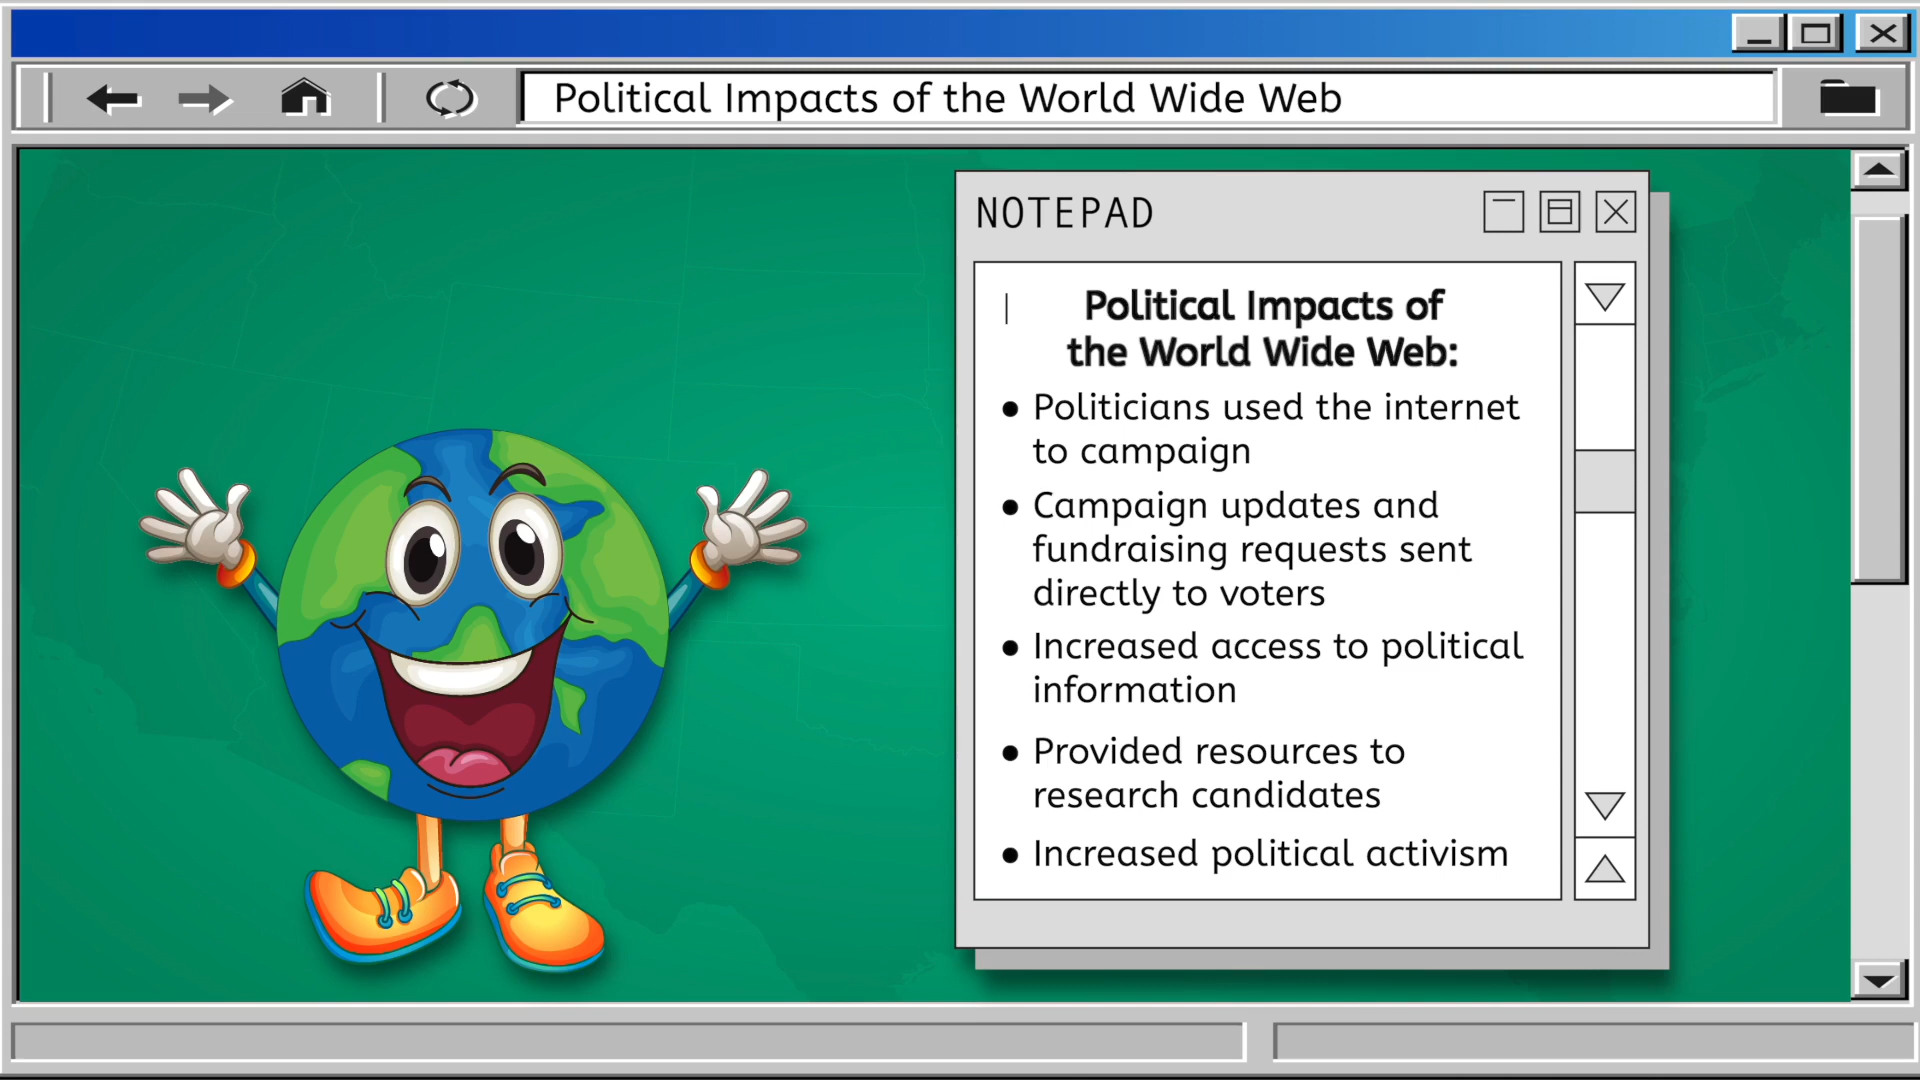 Political Impacts of the World Wide Web
NOTEPAD
Political Impacts of
the World Wide Web:
• Politicians used the internet
to campaign
• Campaign updates and
fundraising requests sent
directly to voters
• Increased access to political
information
• Provided resources to
research candidates
• Increased political activism